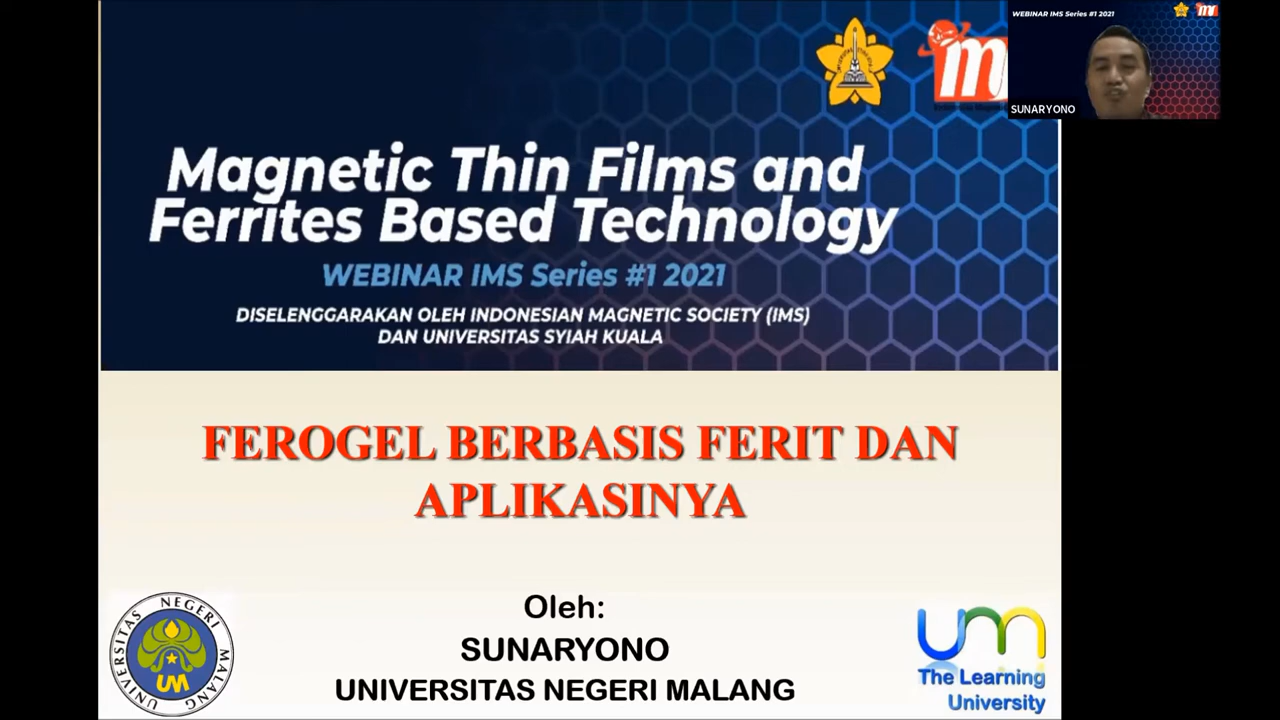 WEBINAR IMS Series #1 2021
SUNARYONO
Magnetic Thin Films and
Ferrites Based Technology
WEBINAR IMS Series #1 2021
DISELENGGARAKAN OLEH INDONESIAN MAGNETIC SOCIETY (IMS)
DAN UNIVERSITAS SYIAH KUALA
FEROGEL BERBASIS FERIT DAN
APLIKASINYA
Oleh:
SUNARYONO
UNIVERSITAS NEGERI MALANG
UNIVERSITAS NEGERI MALANG
UM
um
The Learning
University